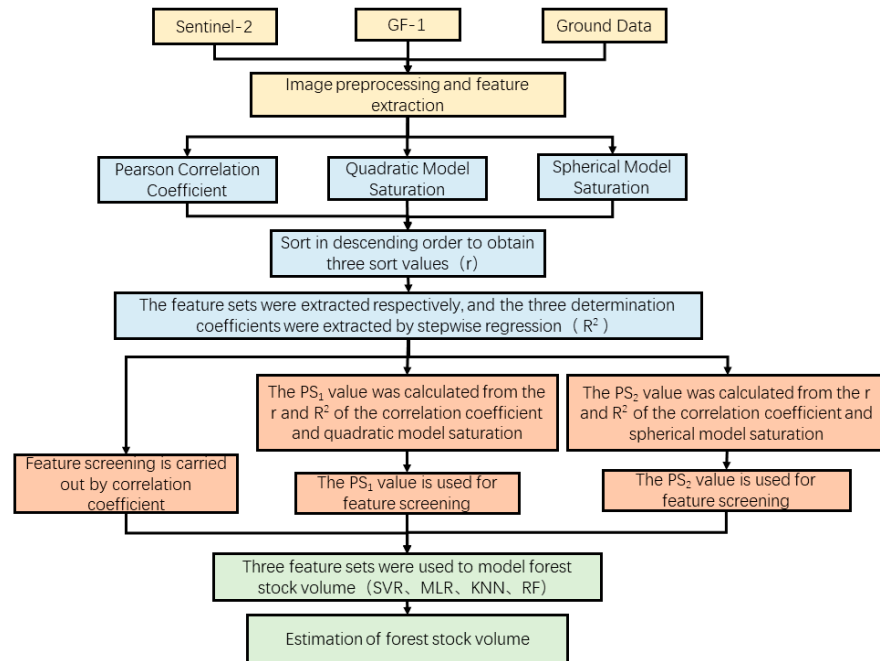 Sentinel-2
GF-1
Ground Data
Image preprocessing and feature
extraction
Pearson Correlation
Coefficient
Quadratic Model
Saturation
Spherical Model
Saturation
Sort in descending order to obtain
three sort values（r）
The feature sets were extracted respectively, and the three determination
coefficients were extracted by stepwise regression（ R² ）
The PS₁ value was calculated from the
r and R² of the correlation coefficient
and quadratic model saturation
The PS₂ value was calculated from the r
and R² of the correlation coefficient and
spherical model saturation
Feature screening is carried
out by correlation
coefficient
The PS₁ value is used for
feature screening
The PS₂ value is used for
feature screening
Three feature sets were used to model forest
stock volume（SVR、MLR、KNN、RF）
Estimation of forest stock volume